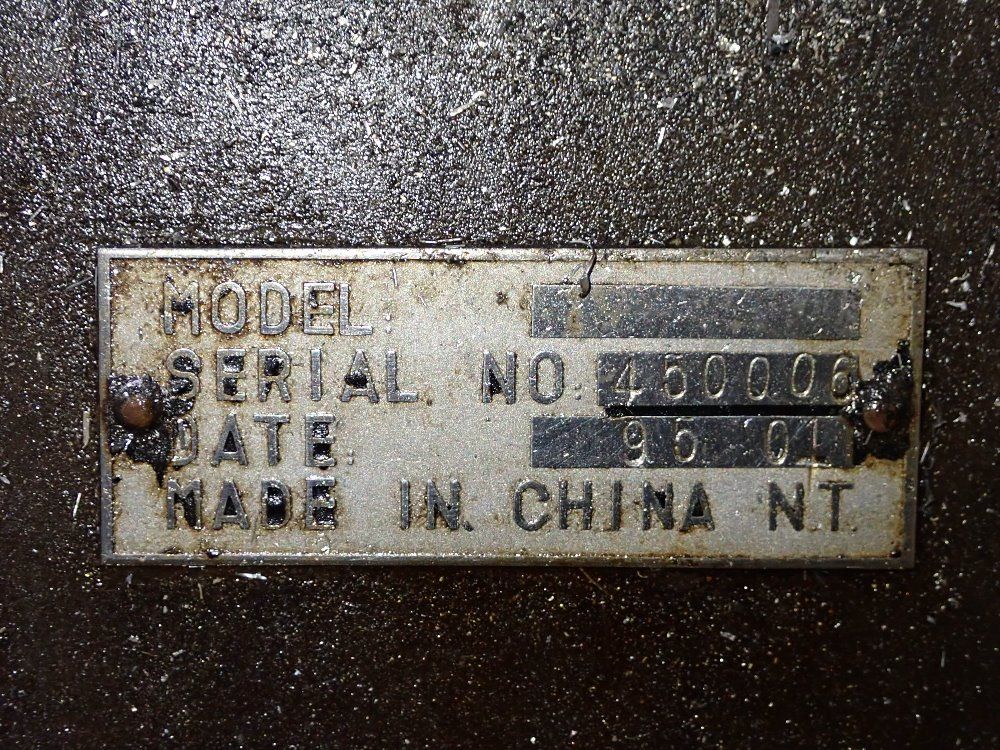 MODEL:
SERIAL NO: 450006
DATE: 95 01
MADE IN. CHINA N.T.